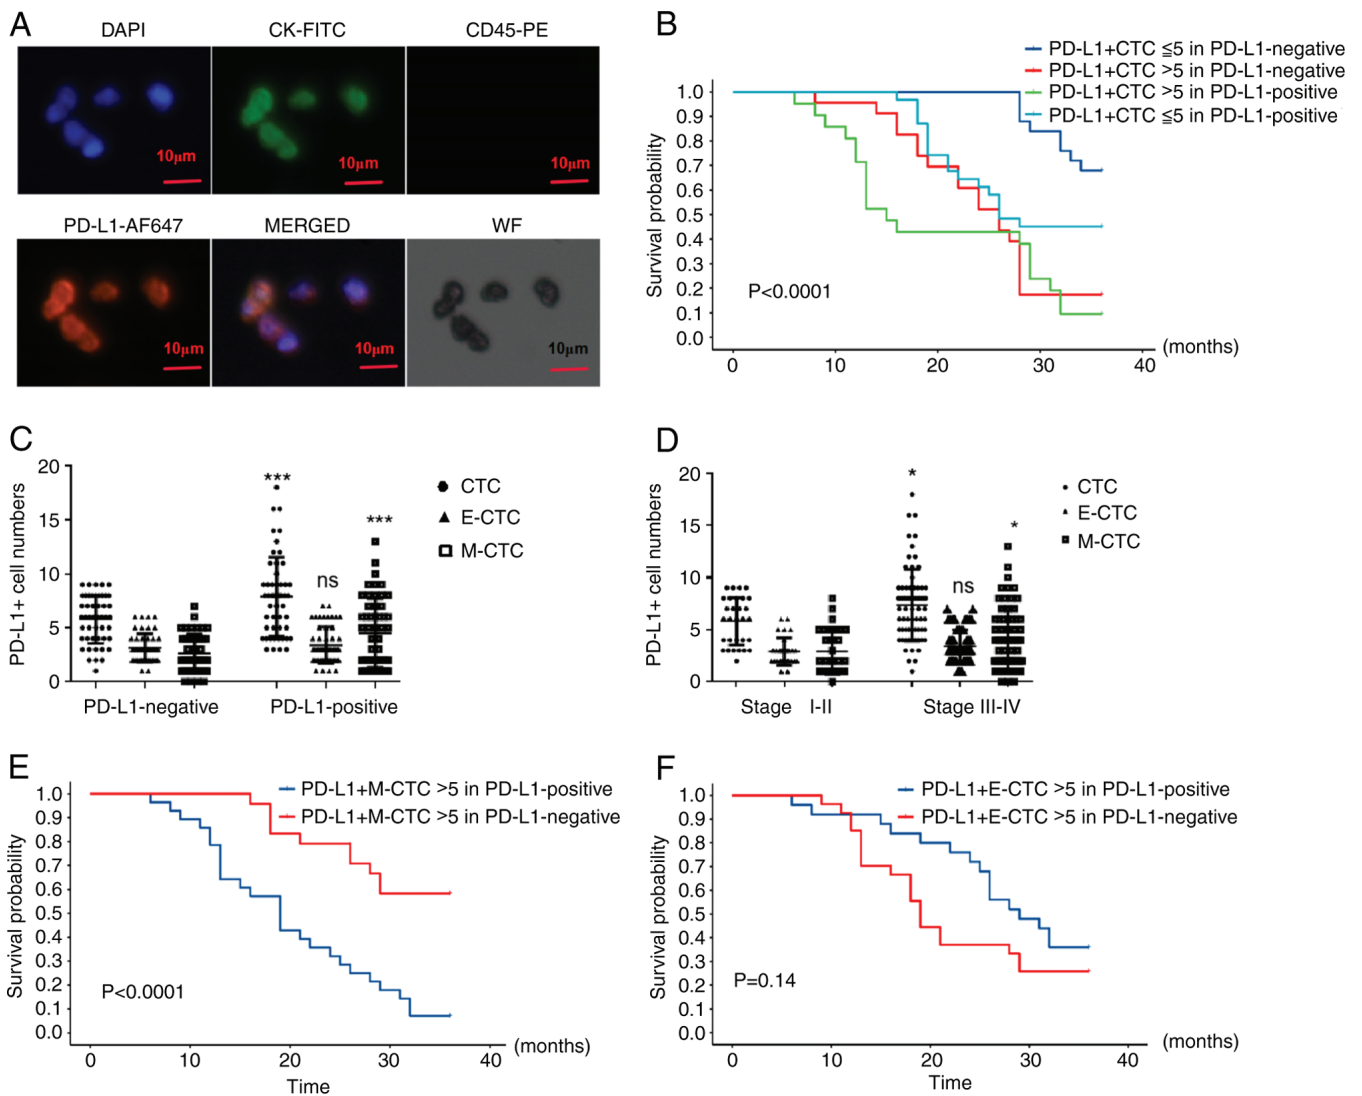 A
DAPI
CK-FITC
CD45-PE
10μm
10μm
10μm
PD-L1-AF647
MERGED
WF
10μm
10μm
10μm
B
PD-L1+CTC ≦5 in PD-L1-negative
PD-L1+CTC >5 in PD-L1-negative
PD-L1+CTC >5 in PD-L1-positive
PD-L1+CTC ≦5 in PD-L1-positive
Survival probability
1.0
0.9
0.8
0.7
0.6
0.5
0.4
0.3
0.2
0.1
0.0
P<0.0001
0 10 20 30 40
(months)
C
PD-L1+ cell numbers
20
15
10
5
0
***
ns
***
CTC
E-CTC
M-CTC
PD-L1-negative PD-L1-positive
D
PD-L1+ cell numbers
20
15
10
5
0
*
ns
*
CTC
E-CTC
M-CTC
Stage I-II Stage III-IV
E
PD-L1+M-CTC >5 in PD-L1-positive
PD-L1+M-CTC >5 in PD-L1-negative
Survival probability
1.0
0.9
0.8
0.7
0.6
0.5
0.4
0.3
0.2
0.1
0.0
P<0.0001
0 10 20 30 40
(months)
Time
F
PD-L1+E-CTC >5 in PD-L1-positive
PD-L1+E-CTC >5 in PD-L1-negative
Survival probability
1.0
0.9
0.8
0.7
0.6
0.5
0.4
0.3
0.2
0.1
0.0
P=0.14
0 10 20 30 40
(months)
Time